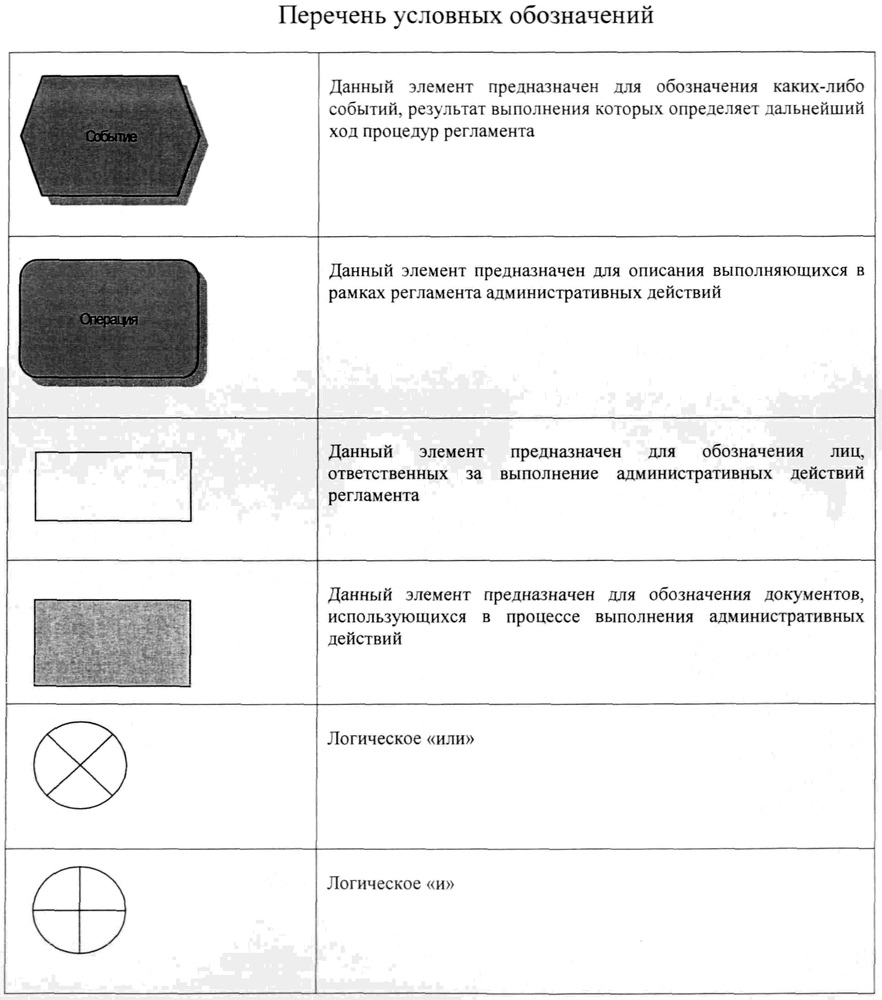 Перечень условных обозначений
Событие
Данный элемент предназначен для обозначения каких-либо
событий, результат выполнения которых определяет дальнейший
ход процедур регламента
Операция
Данный элемент предназначен для описания выполняющихся в
рамках регламента административных действий
Данный элемент предназначен для обозначения лиц,
ответственных за выполнение административных действий
регламента
Данный элемент предназначен для обозначения документов,
использующихся в процессе выполнения административных
действий
Логическое «или»
Логическое «и»